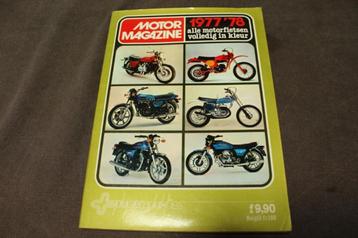 MOTOR
MAGAZINE
1977 '78
alle motorfietsen
volledig in kleur
f 9,90